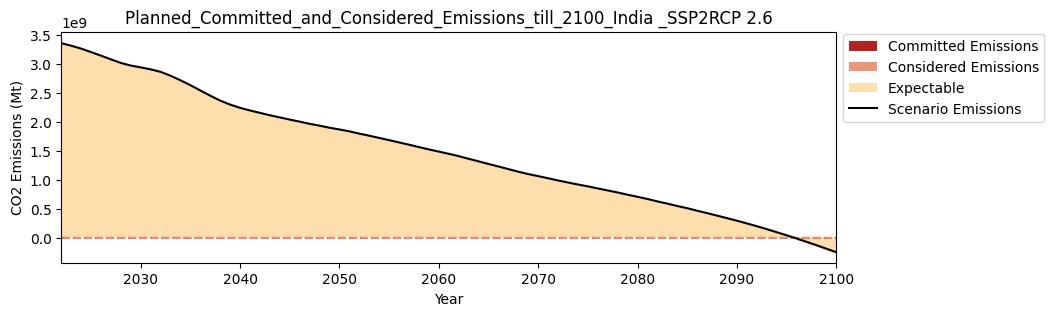 Planned_Committed_and_Considered_Emissions_till_2100_India _SSP2RCP 2.6
1e9
3.5
3.0
2.5
2.0
1.5
1.0
0.5
0.0
CO2 Emissions (Mt)
2030 2040 2050 2060 2070 2080 2090 2100
Year
Committed Emissions
Considered Emissions
Expectable
Scenario Emissions